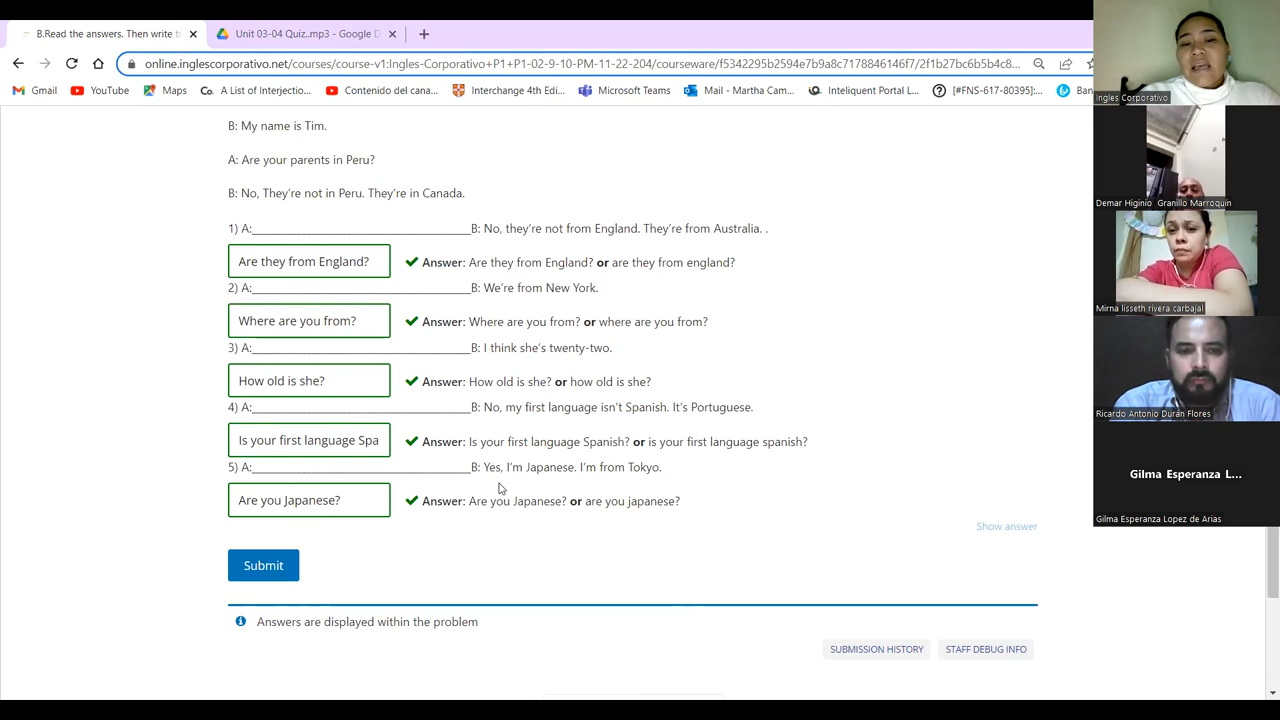 B.Read the answers. Then write t
Unit 03-04 Quiz..mp3 - Google D
online.inglescorporativo.net/courses/course-v1:Ingles-Corporativo+P1+P1-02-9-10-PM-11-22-204/courseware/f5342295b2594e7b9a8c7178846146f7/2f1b27bc6b5b4c8...
Gmail
YouTube
Maps
Co. A List of Interjectio...
Contenido del cana...
Interchange 4th Edi...
Microsoft Teams
Mail - Martha Cam...
Inteliquent Portal L...
[#FNS-617-80395]:...
Ban
B: My name is Tim.
A: Are your parents in Peru?
B: No, They're not in Peru. They're in Canada.
1) A:___________________________________B: No, they're not from England. They're from Australia. .
Are they from England?
Answer: Are they from England? or are they from england?
2) A:___________________________________B: We're from New York.
Where are you from?
Answer: Where are you from? or where are you from?
3) A:___________________________________B: I think she's twenty-two.
How old is she?
Answer: How old is she? or how old is she?
4) A:___________________________________B: No, my first language isn't Spanish. It's Portuguese.
Is your first language Spa
Answer: Is your first language Spanish? or is your first language spanish?
5) A:___________________________________B: Yes, I'm Japanese. I'm from Tokyo.
Are you Japanese?
Answer: Are you Japanese? or are you japanese?
Show answer
Submit
Answers are displayed within the problem
SUBMISSION HISTORY
STAFF DEBUG INFO
Ingles Corporativo
Demar Higinio Granillo Marroquin
Mirna lisseth rivera carbajal
Ricardo Antonio Duran Flores
Gilma Esperanza L...
Gilma Esperanza Lopez de Arias